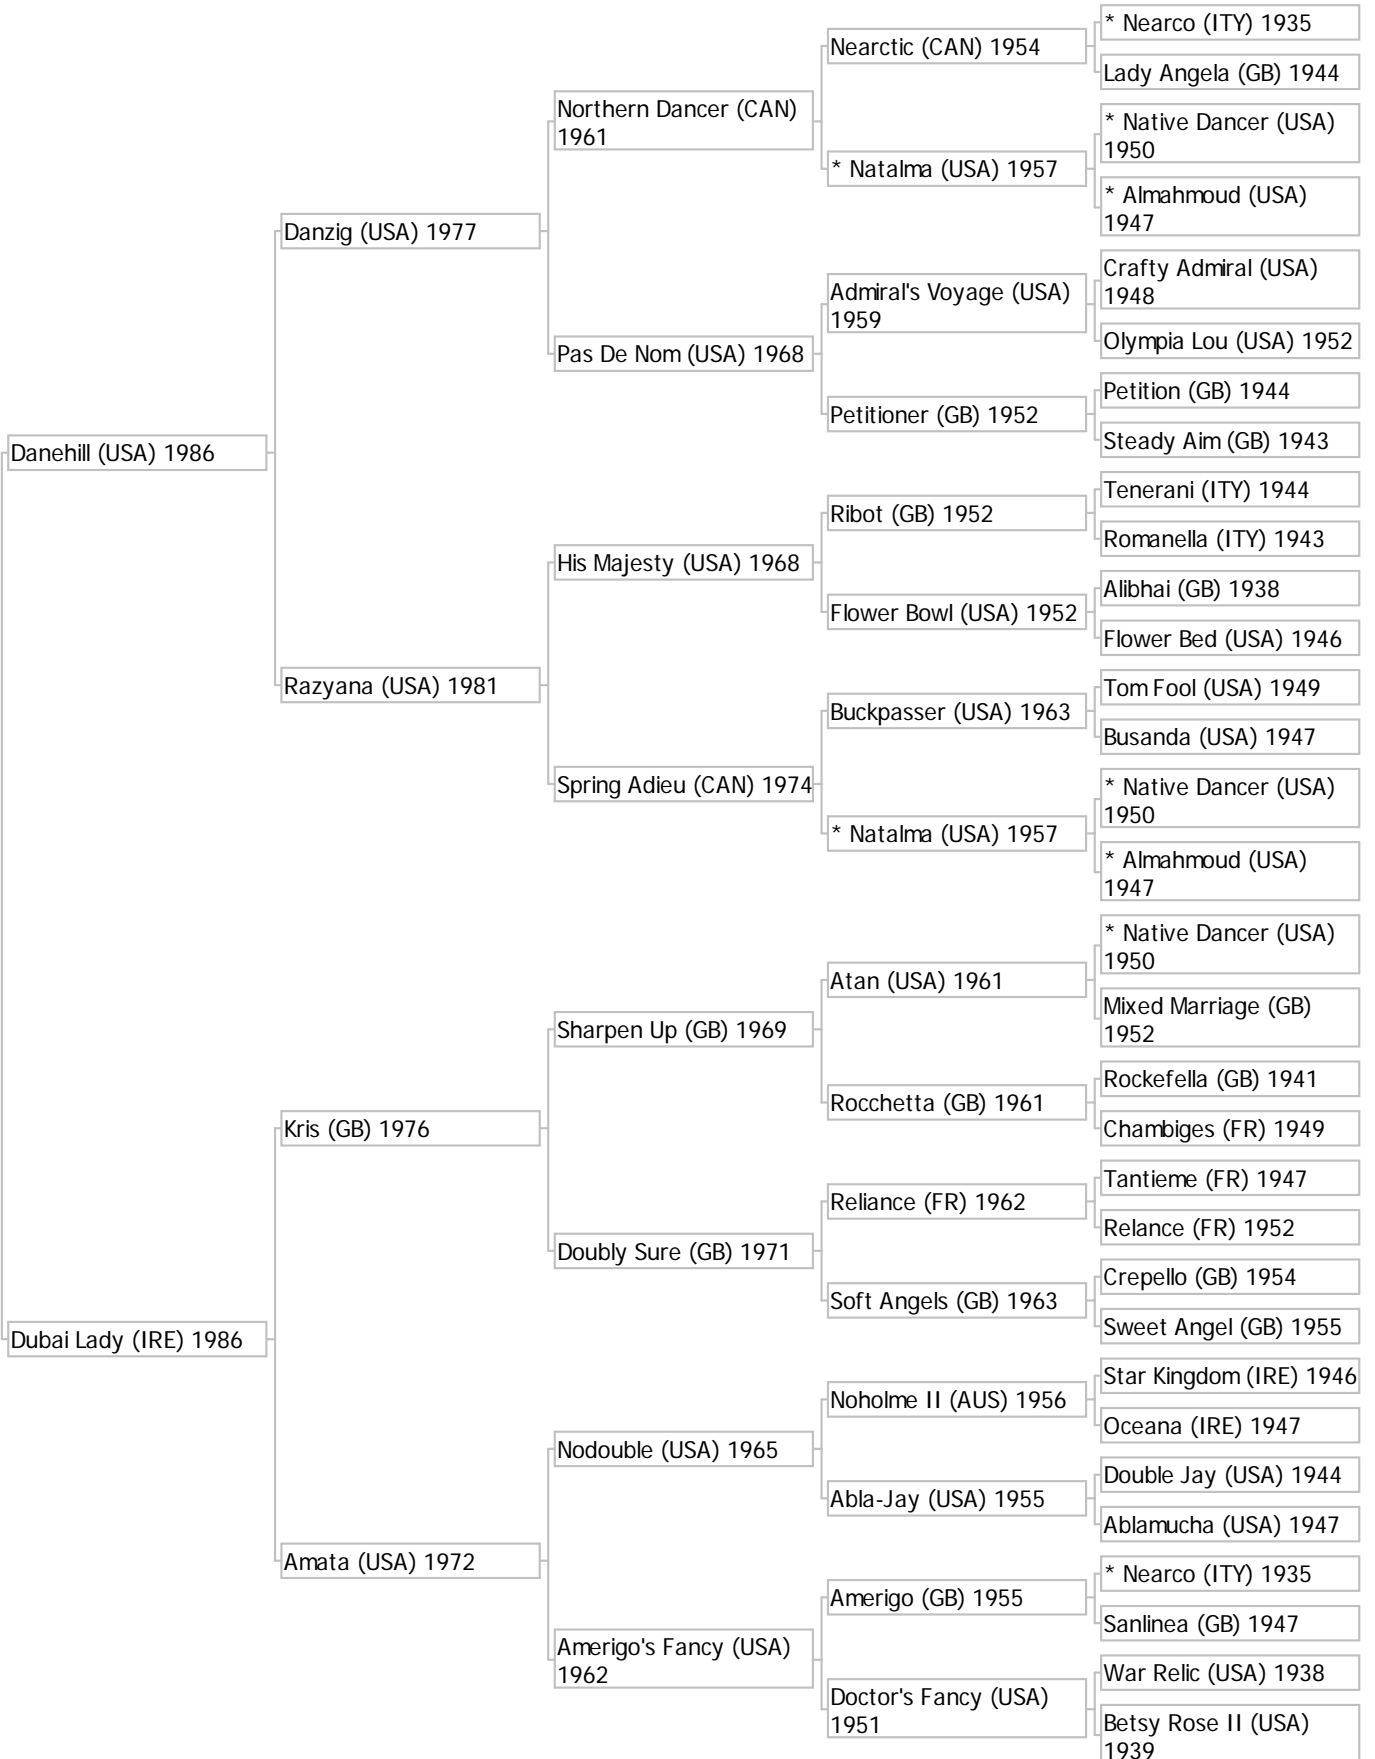 * Nearco (ITY) 1935
Nearctic (CAN) 1954
Lady Angela (GB) 1944
Northern Dancer (CAN)
1961
* Native Dancer (USA)
1950
* Natalma (USA) 1957
* Almahmoud (USA)
1947
Danzig (USA) 1977
Crafty Admiral (USA)
1948
Admiral's Voyage (USA)
1959
Olympia Lou (USA) 1952
Pas De Nom (USA) 1968
Petition (GB) 1944
Petitioner (GB) 1952
Steady Aim (GB) 1943
Danehill (USA) 1986
Tenerani (ITY) 1944
Ribot (GB) 1952
Romanella (ITY) 1943
His Majesty (USA) 1968
Alibhai (GB) 1938
Flower Bowl (USA) 1952
Flower Bed (USA) 1946
Razyana (USA) 1981
Tom Fool (USA) 1949
Buckpasser (USA) 1963
Busanda (USA) 1947
Spring Adieu (CAN) 1974
* Native Dancer (USA)
1950
* Natalma (USA) 1957
* Almahmoud (USA)
1947
* Native Dancer (USA)
1950
Atan (USA) 1961
Mixed Marriage (GB)
1952
Sharpen Up (GB) 1969
Rockefella (GB) 1941
Rocchetta (GB) 1961
Chambiges (FR) 1949
Kris (GB) 1976
Tantieme (FR) 1947
Reliance (FR) 1962
Relance (FR) 1952
Doubly Sure (GB) 1971
Crepello (GB) 1954
Soft Angels (GB) 1963
Sweet Angel (GB) 1955
Dubai Lady (IRE) 1986
Star Kingdom (IRE) 1946
Noholme II (AUS) 1956
Oceana (IRE) 1947
Nodouble (USA) 1965
Double Jay (USA) 1944
Abla-Jay (USA) 1955
Ablamucha (USA) 1947
Amata (USA) 1972
* Nearco (ITY) 1935
Amerigo (GB) 1955
Sanlinea (GB) 1947
Amerigo's Fancy (USA)
1962
War Relic (USA) 1938
Doctor's Fancy (USA)
1951
Betsy Rose II (USA)
1939